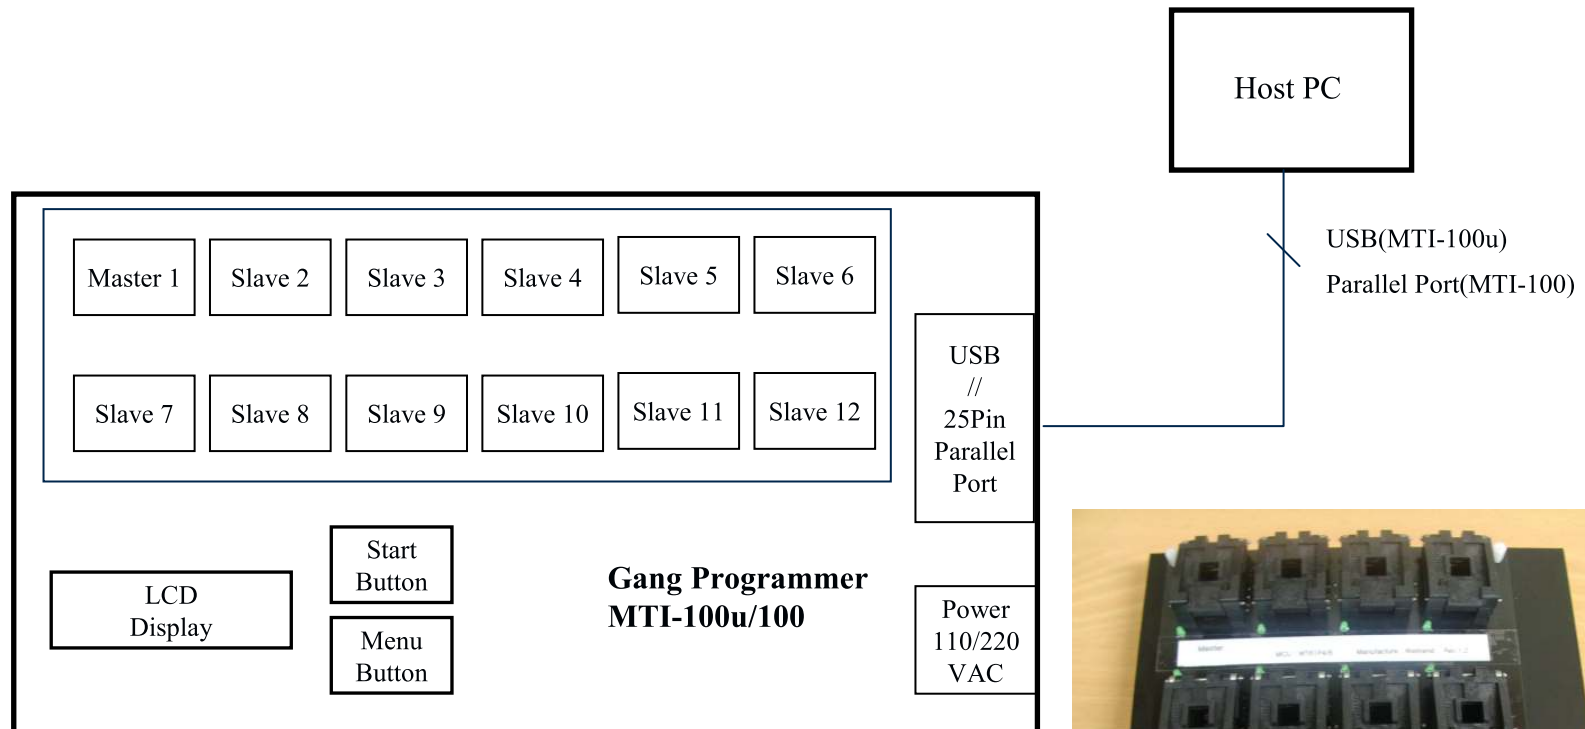 Host PC
USB(MTI-100u)
Parallel Port(MTI-100)
Master 1
Slave 2
Slave 3
Slave 4
Slave 5
Slave 6
Slave 7
Slave 8
Slave 9
Slave 10
Slave 11
Slave 12
USB
//
25Pin
Parallel
Port
LCD
Display
Start
Button
Menu
Button
Gang Programmer
MTI-100u/100
Power
110/220
VAC
Master